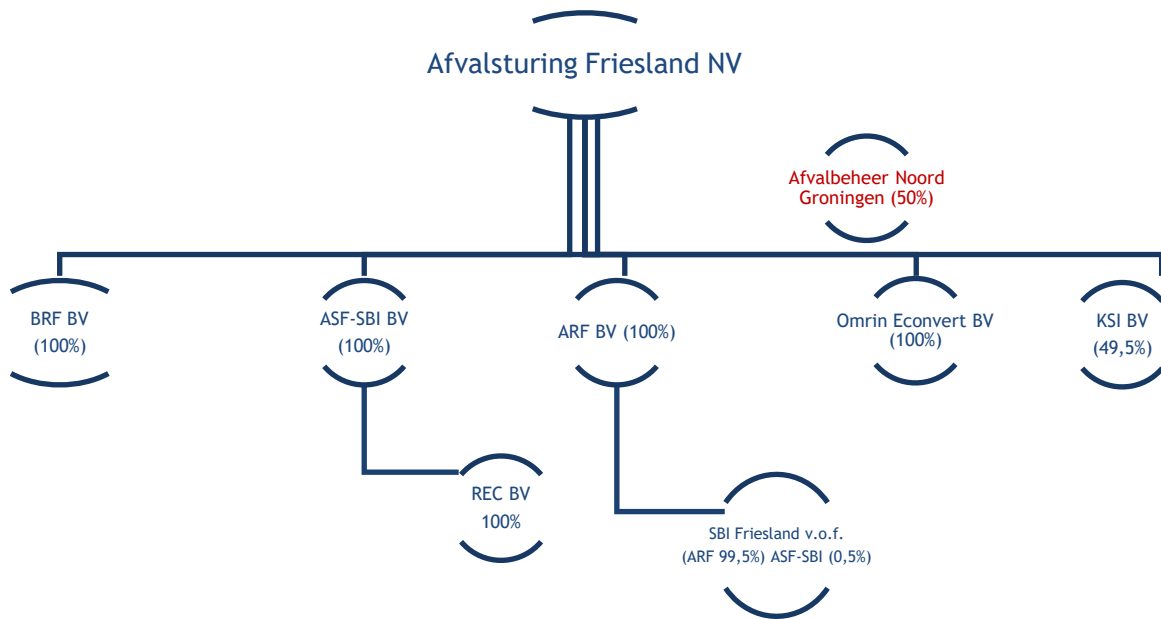 Afvalsturing Friesland NV
Afvalbeheer Noord
Groningen (50%)
BRF BV
(100%)
ASF-SBI BV
(100%)
ARF BV (100%)
Omrin Econvert BV
(100%)
KSI BV
(49,5%)
REC BV
100%
SBI Friesland v.o.f.
(ARF 99,5%) ASF-SBI (0,5%)